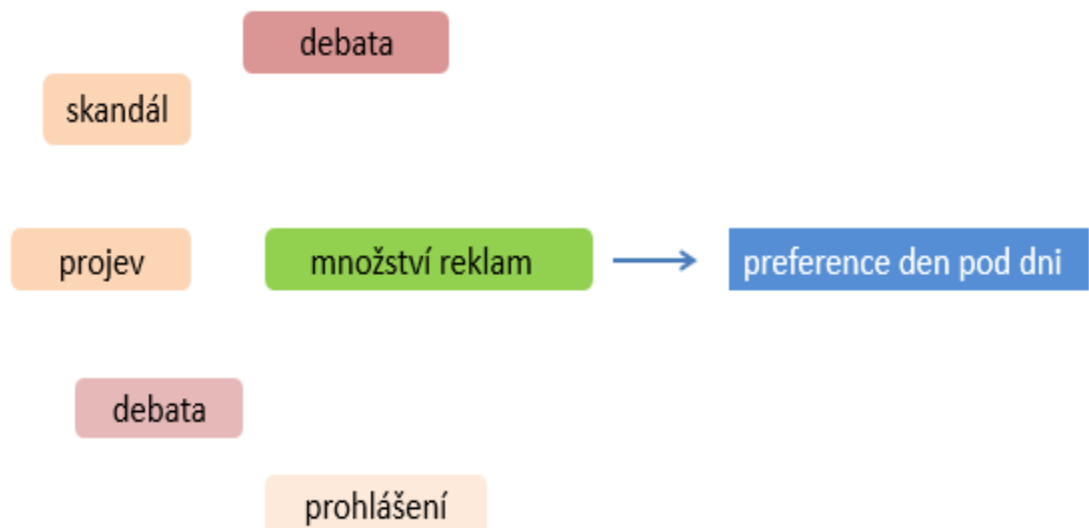 debata
skandál
projev
množství reklam
preference den pod dni
debata
prohlášení